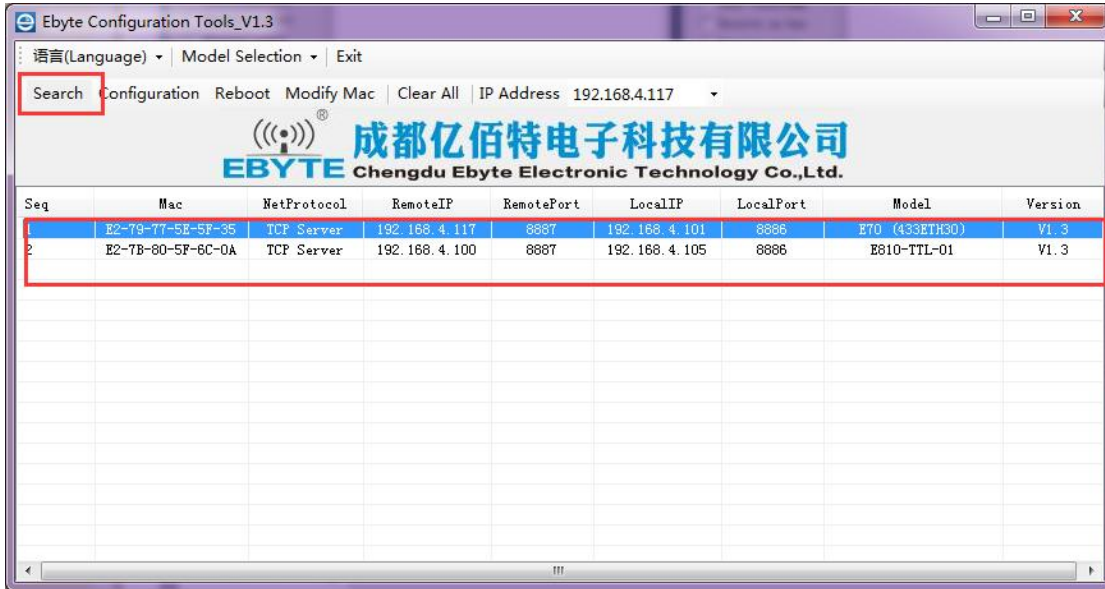 Ebyte Configuration Tools_V1.3
语言(Language) Model Selection Exit
Search Configuration Reboot Modify Mac Clear All IP Address 192.168.4.117
EBYTE ® 成都亿佰特电子科技有限公司
Chengdu Ebyte Electronic Technology Co.,Ltd.
Seq Mac NetProtocol RemoteIP RemotePort LocalIP LocalPort Model Version
1 E2-79-77-5E-5F-35 TCP Server 192.168.4.117 8887 192.168.4.101 8886 E70 (433ETH30) V1.3
2 E2-7B-80-5F-6C-0A TCP Server 192.168.4.100 8887 192.168.4.105 8886 E810-TTL-01 V1.3